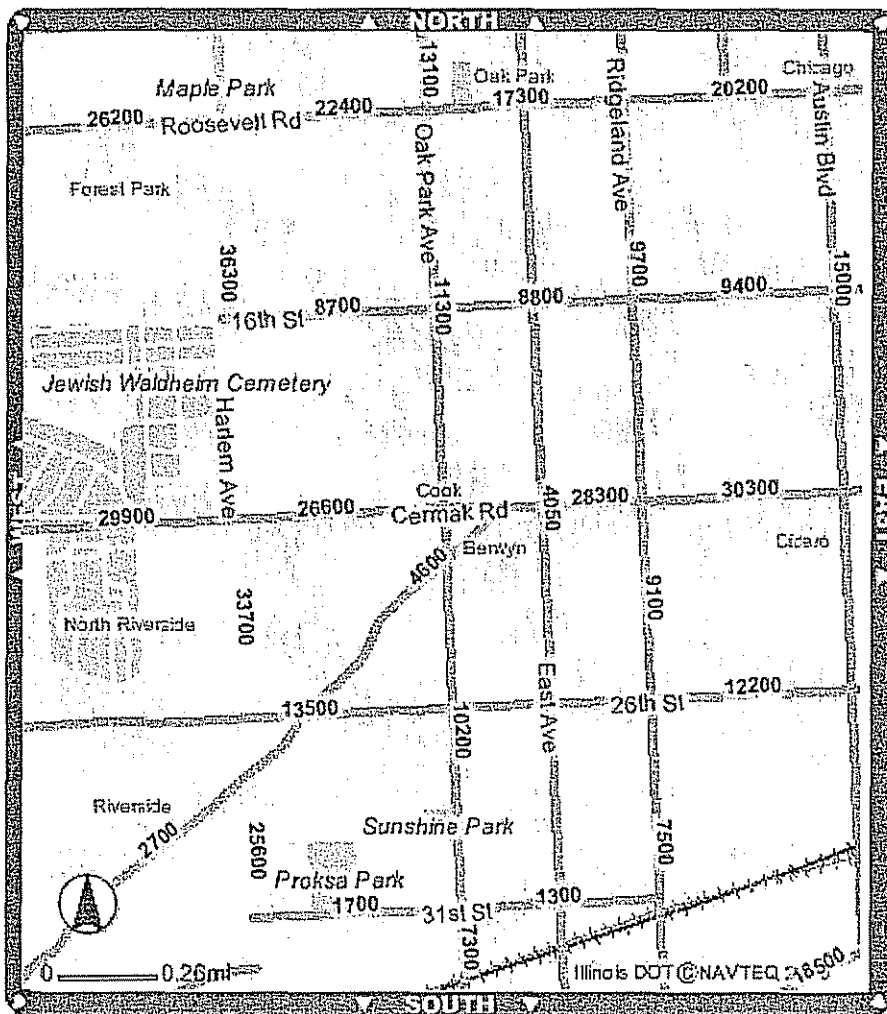 NORTH
Maple Park
13100
Oak Park
Ridgeland Ave
Chicago
26200
Roosevelt Rd
22400
17300
20200
Oak Park Ave
Austin Blvd
Forest Park
36300
16th St
8700
11300
8800
9700
9400
15000
Jewish Waldheim Cemetery
Harlem Ave
Cook
29900
26600
Cermak Rd
4050
28300
30300
Berwyn
Cicero
4600
North Riverside
33700
9100
East Ave
13500
10200
26th St
12200
Riverside
2700
25600
Sunshine Park
7500
Proksa Park
1700
31st St
1300
7300
0
0.26mi
Illinois DOT © NAVTEQ
18500
SOUTH